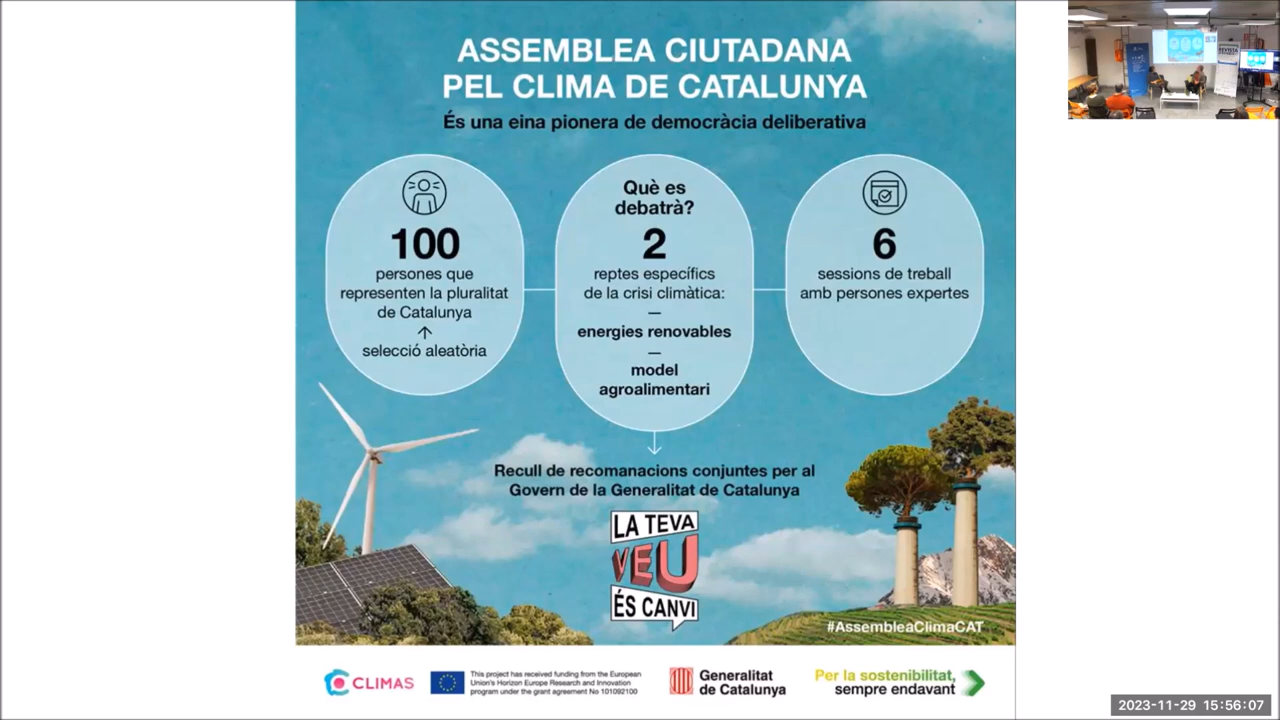 ASSEMBLEA CIUTADANA
PEL CLIMA DE CATALUNYA
És una eina pionera de democràcia deliberativa
100
persones que
representen la pluralitat
de Catalunya
selecció aleatòria
Què es
debatrà?
2
reptes específics
de la crisi climàtica:
—
energies renovables
—
model
agroalimentari
6
sessions de treball
amb persones expertes
Recull de recomanacions conjuntes per al
Govern de la Generalitat de Catalunya
LA TEVA
VEU
ÉS CANVI
#AssembleaClimaCAT
CLIMAS
This project has received funding from the European
Union's Horizon Europe Research and Innovation
program under the grant agreement No 101092100
Generalitat
de Catalunya
Per la sostenibilitat,
sempre endavant
REVISTA
2023-11-29 15:56:07